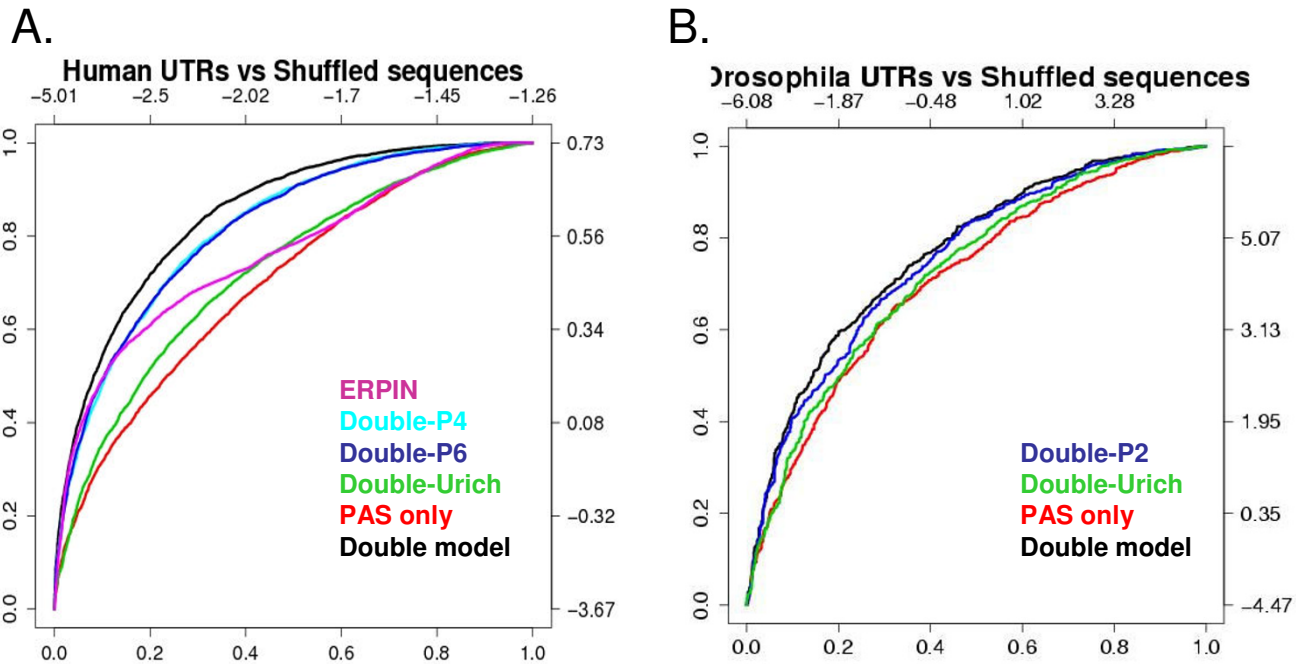 A.
Human UTRs vs Shuffled sequences
−5.01 −2.5 −2.02 −1.7 −1.45 −1.26
1.0 0.73
0.8 0.56
0.6 0.34
ERPIN
Double-P4
0.4 0.08
Double-P6
Double-Urich
PAS only
0.2 −0.32
Double model
0.0 −3.67
0.0 0.2 0.4 0.6 0.8 1.0
B.
Drosophila UTRs vs Shuffled sequences
−6.08 −1.87 −0.48 1.02 3.28
1.0
0.8 5.07
0.6 3.13
0.4 1.95
Double-P2
Double-Urich
0.2 0.35
PAS only
Double model
0.0 −4.47
0.0 0.2 0.4 0.6 0.8 1.0